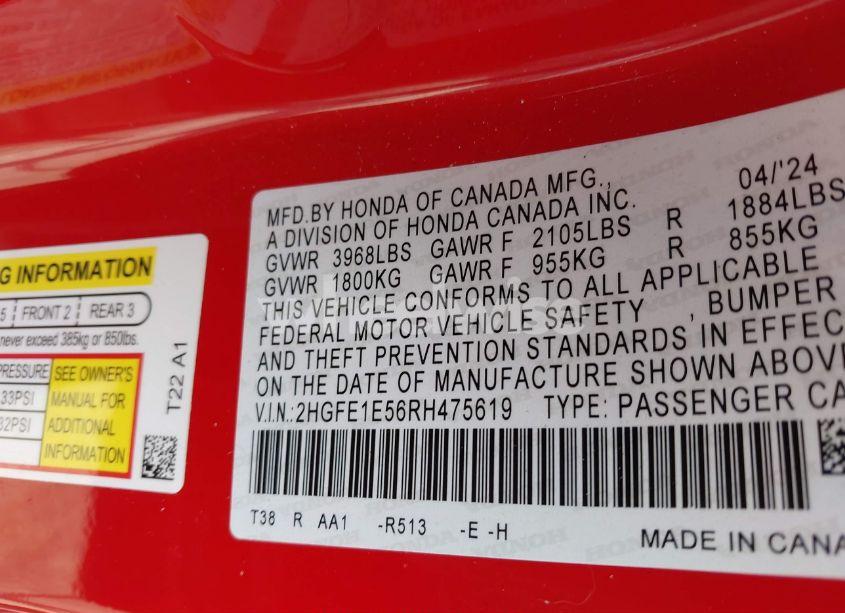 MFD.BY HONDA OF CANADA MFG., 04/'24
A DIVISION OF HONDA CANADA INC.
GVWR 3968LBS GAWR F 2105LBS R 1884LBS
GVWR 1800KG GAWR F 955KG R 855KG
THIS VEHICLE CONFORMS TO ALL APPLICABLE
FEDERAL MOTOR VEHICLE SAFETY , BUMPER
AND THEFT PREVENTION STANDARDS IN EFFEC
ON THE DATE OF MANUFACTURE SHOWN ABOVE
V.I.N.: 2HGFE1E56RH475619 TYPE: PASSENGER CA
T38 R AA1 -R513 -E -H
MADE IN CANA
G INFORMATION
5 FRONT 2 REAR 3
never exceed 385kg or 850lbs.
PRESSURE SEE OWNER'S
33PSI MANUAL FOR
32PSI ADDITIONAL
INFORMATION
T22 A1